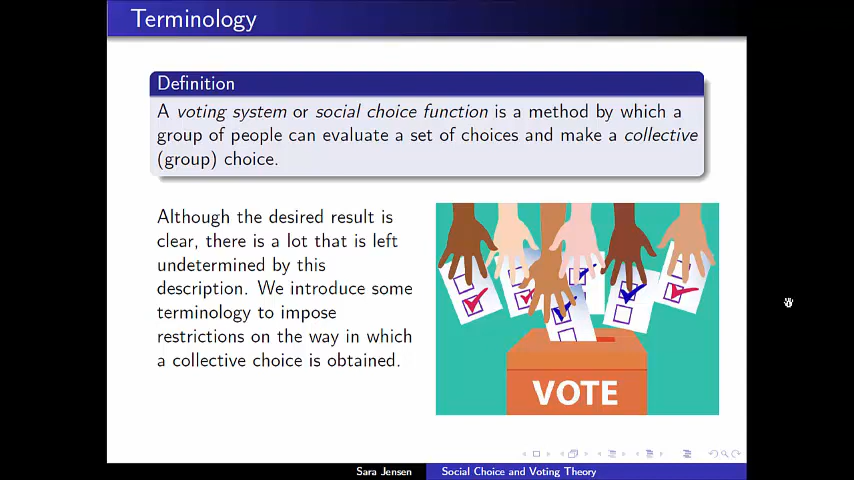 Terminology
Definition
A voting system or social choice function is a method by which a
group of people can evaluate a set of choices and make a collective
(group) choice.
Although the desired result is
clear, there is a lot that is left
undetermined by this
description. We introduce some
terminology to impose
restrictions on the way in which
a collective choice is obtained.
VOTE
Sara Jensen
Social Choice and Voting Theory